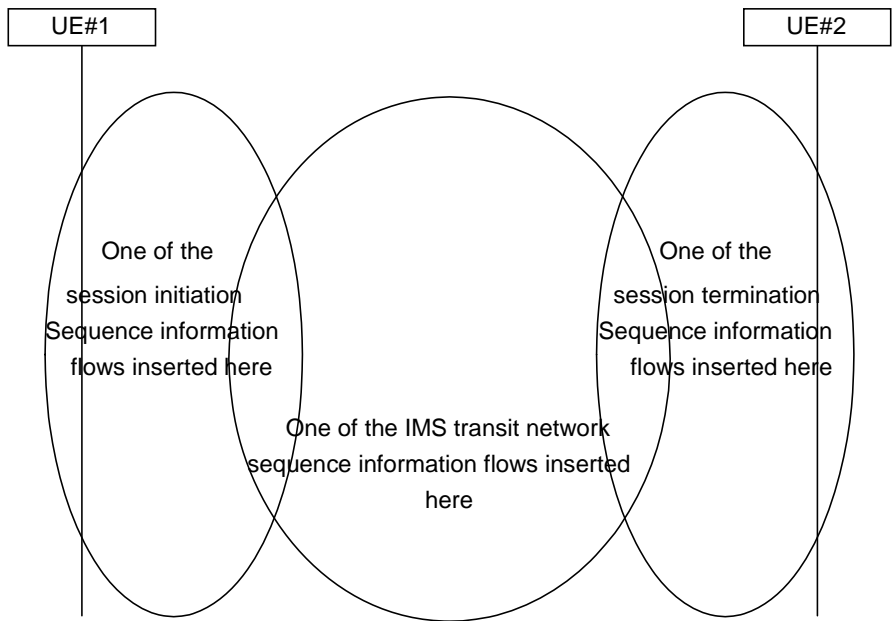 UE#1
UE#2
One of the
session initiation
Sequence information
flows inserted here
One of the
session termination
Sequence information
flows inserted here
One of the IMS transit network
sequence information flows inserted
here